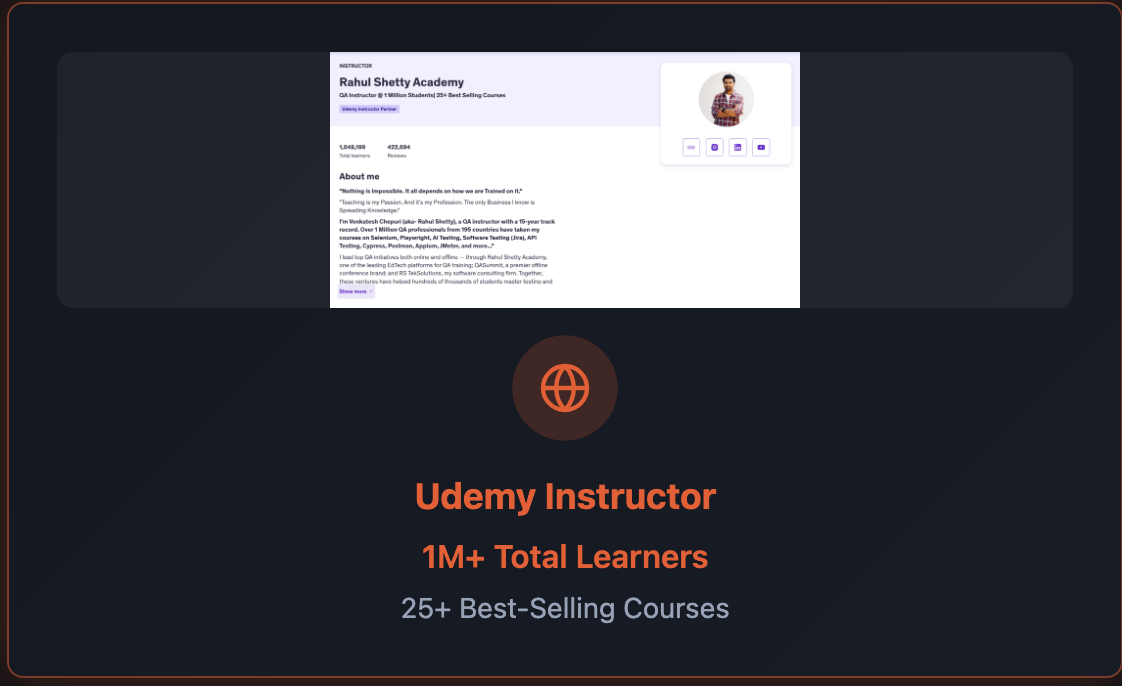 INSTRUCTOR
Rahul Shetty Academy
QA Instructor @ 1 Million Students| 25+ Best Selling Courses
Udemy Instructor Partner
1,048,199 422,694
Total learners Reviews
About me
"Nothing is Impossible. It all depends on how we are Trained on it."
"Teaching is my Passion. And it's my Profession. The only Business I know is
Spreading Knowledge."
I'm Venkatesh Chepuri (aka- Rahul Shetty), a QA instructor with a 15-year track
record. Over 1 Million QA professionals from 195 countries have taken my
courses on Selenium, Playwright, AI Testing, Software Testing (Jira), API
Testing, Cypress, Postman, Appium, JMeter, and more..."
I lead top QA initiatives both online and offline — through Rahul Shetty Academy,
one of the leading EdTech platforms for QA training; QASummit, a premier offline
conference brand; and RS TekSolutions, my software consulting firm. Together,
these ventures have helped hundreds of thousands of students master testing and
Show more
Udemy Instructor
1M+ Total Learners
25+ Best-Selling Courses